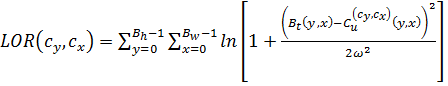 LOR(c_y, c_x) = \sum_{y=0}^{B_h-1} \sum_{x=0}^{B_w-1} ln\left[1 + \frac{\left(B_t(y,x) - C_u^{(c_y,c_x)}(y,x)\right)^2}{2\omega^2}\right]